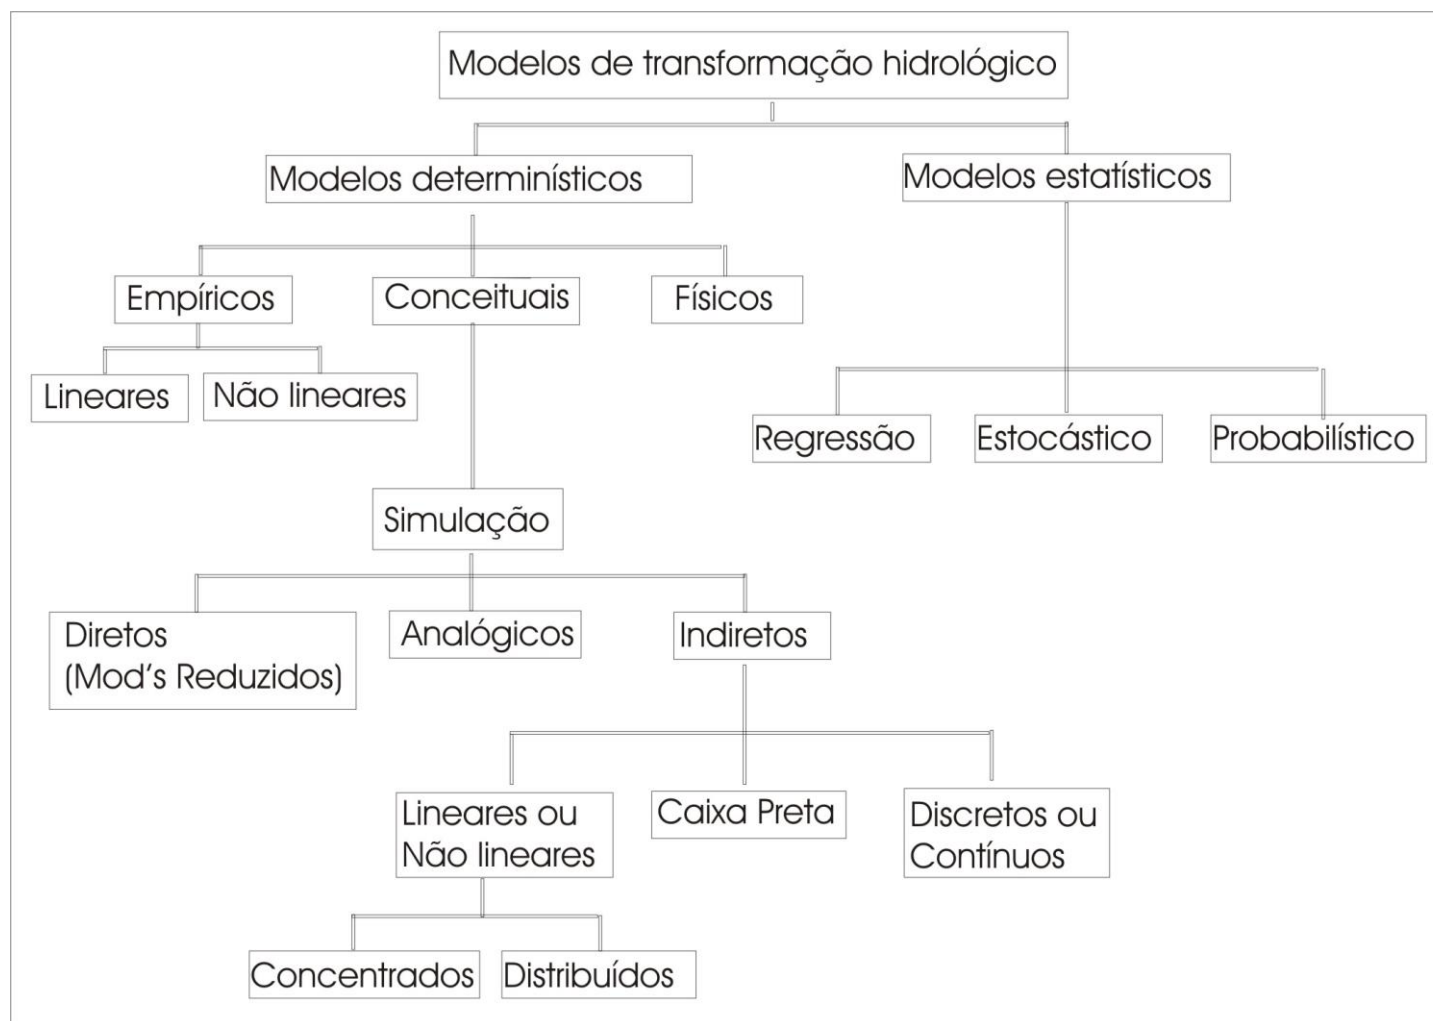 Modelos de transformação hidrológico
Modelos determinísticos
Modelos estatísticos
Empíricos
Conceituais
Físicos
Lineares
Não lineares
Regressão
Estocástico
Probabilístico
Simulação
Diretos
(Mod's Reduzidos)
Analógicos
Indiretos
Lineares ou
Não lineares
Caixa Preta
Discretos ou
Contínuos
Concentrados
Distribuídos